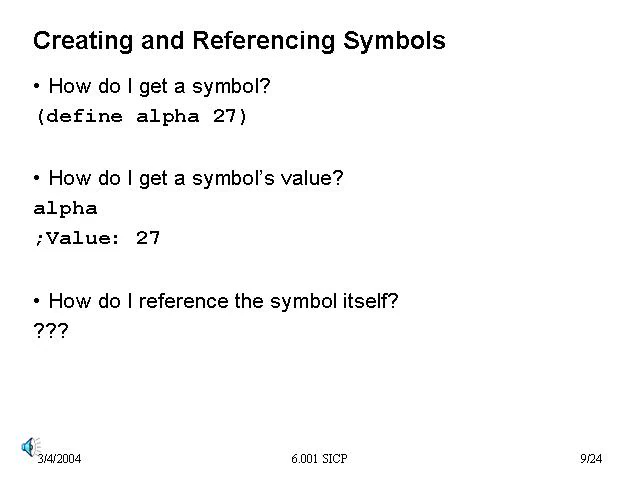 Creating and Referencing Symbols
• How do I get a symbol?
(define alpha 27)
• How do I get a symbol's value?
alpha
;Value: 27
• How do I reference the symbol itself?
???
3/4/2004
6.001 SICP
9/24